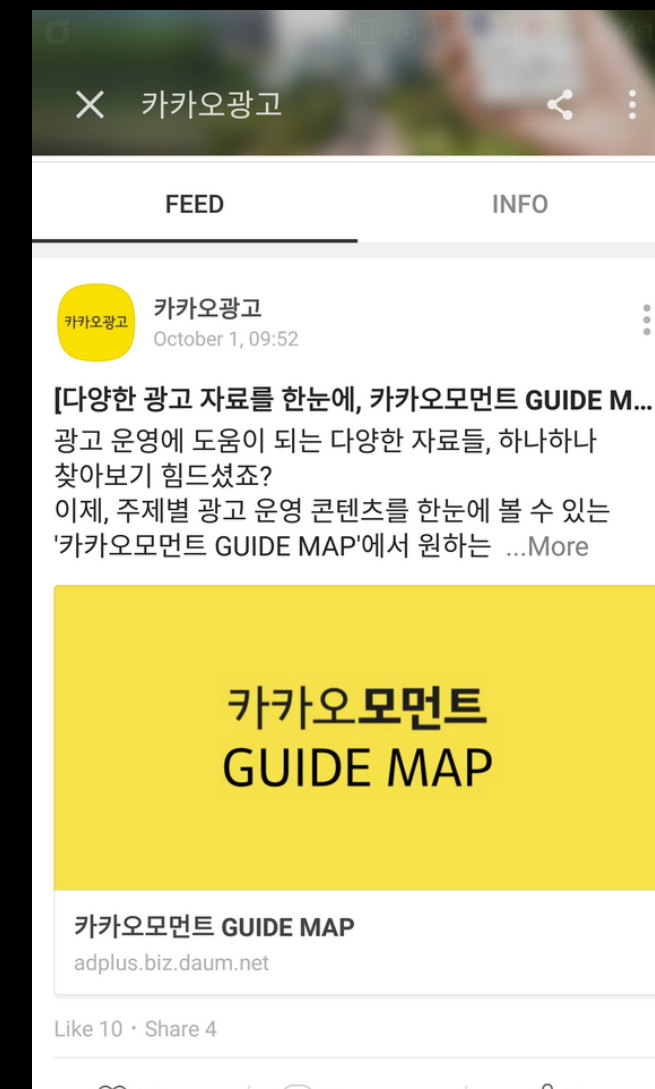 카카오광고
FEED
INFO
카카오광고
카카오광고
October 1, 09:52
[다양한 광고 자료를 한눈에, 카카오모먼트 GUIDE M...
광고 운영에 도움이 되는 다양한 자료들, 하나하나
찾아보기 힘드셨죠?
이제, 주제별 광고 운영 콘텐츠를 한눈에 볼 수 있는
'카카오모먼트 GUIDE MAP'에서 원하는 ...More
카카오모먼트
GUIDE MAP
카카오모먼트 GUIDE MAP
adplus.biz.daum.net
Like 10 · Share 4